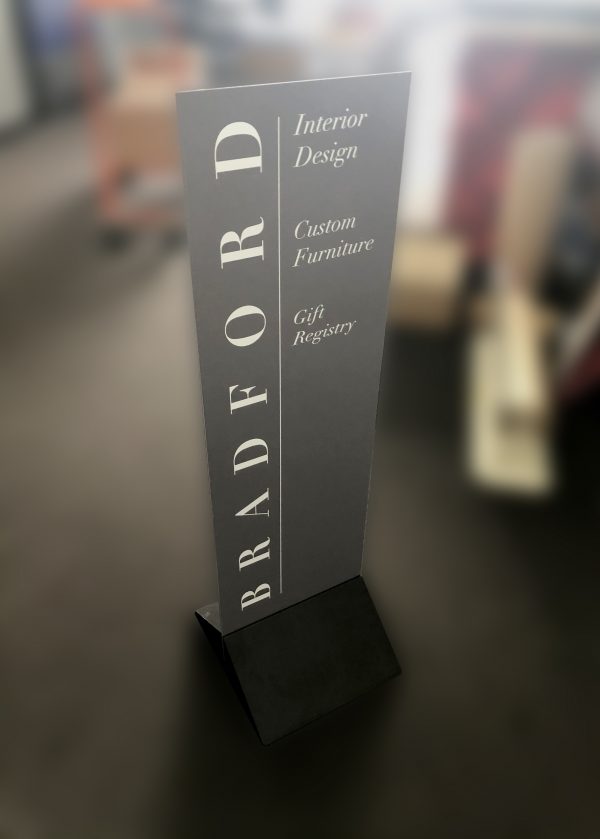 BRADFORD
Interior
Design
Custom
Furniture
Gift
Registry